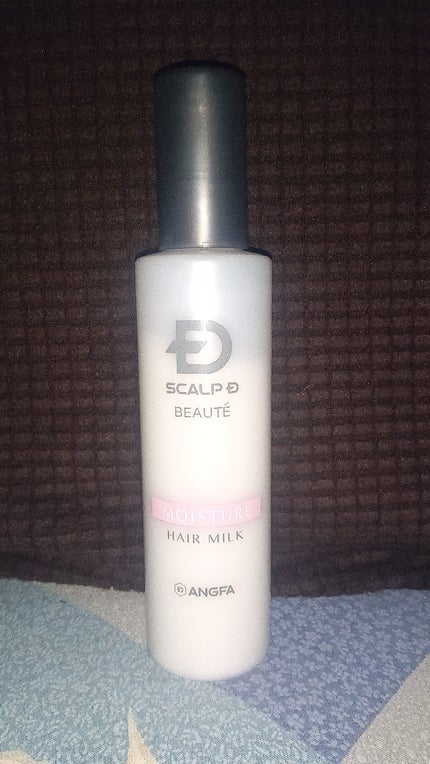 SCALP D
BEAUTÉ
MOISTURE
HAIR MILK
ANGFA